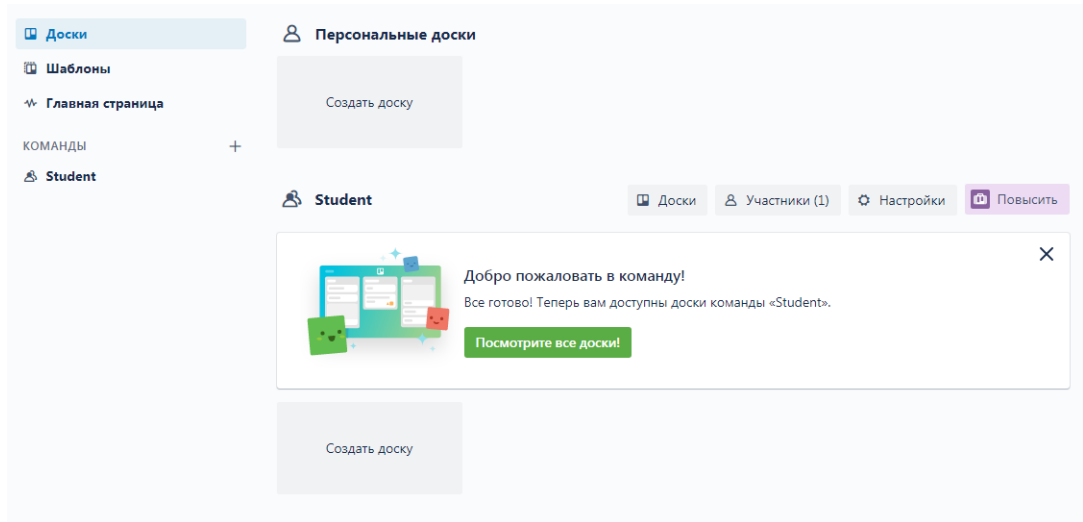 Доски
Шаблоны
Главная страница
КОМАНДЫ
Student
Персональные доски
Создать доску
Student
Доски
Участники (1)
Настройки
Повысить
Добро пожаловать в команду!
Все готово! Теперь вам доступны доски команды «Student».
Посмотрите все доски!
Создать доску